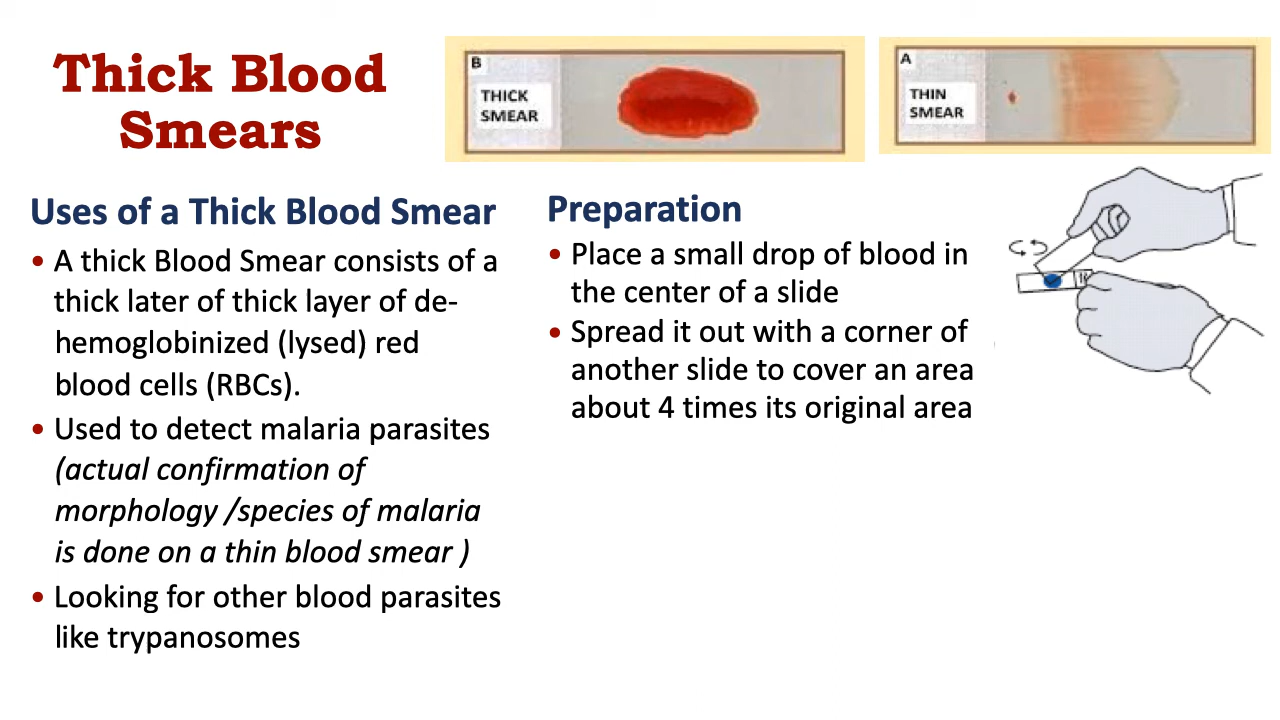 Thick Blood
Smears
B
THICK
SMEAR
A
THIN
SMEAR
Uses of a Thick Blood Smear
• A thick Blood Smear consists of a
thick later of thick layer of de-
hemoglobinized (lysed) red
blood cells (RBCs).
• Used to detect malaria parasites
(actual confirmation of
morphology /species of malaria
is done on a thin blood smear )
• Looking for other blood parasites
like trypanosomes
Preparation
• Place a small drop of blood in
the center of a slide
• Spread it out with a corner of
another slide to cover an area
about 4 times its original area